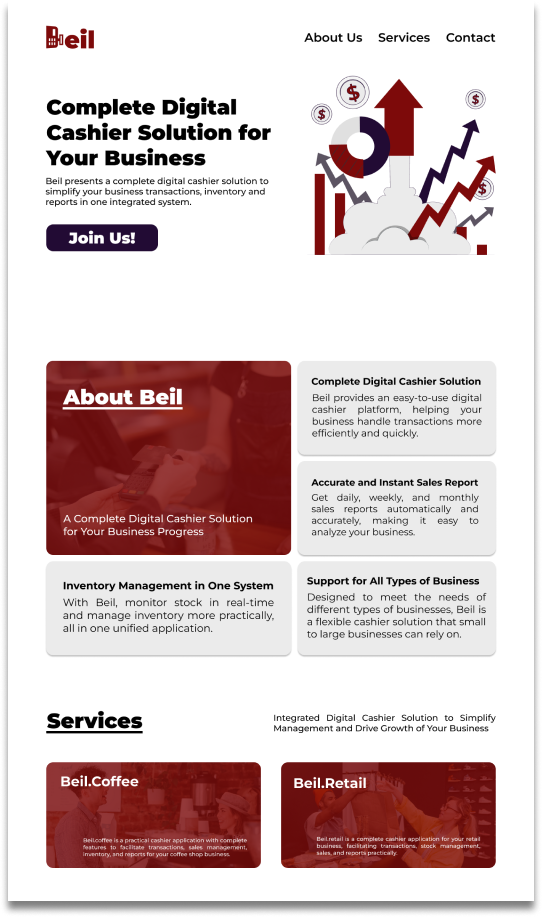 Beil
About Us Services Contact
Complete Digital
Cashier Solution for
Your Business
Beil presents a complete digital cashier solution to
simplify your business transactions, inventory and
reports in one integrated system.
Join Us!
$
$
$
$
About Beil
A Complete Digital Cashier Solution
for Your Business Progress
Complete Digital Cashier Solution
Beil provides an easy-to-use digital
cashier platform, helping your
business handle transactions more
efficiently and quickly.
Accurate and Instant Sales Report
Get daily, weekly, and monthly
sales reports automatically and
accurately, making it easy to
analyze your business.
Inventory Management in One System
With Beil, monitor stock in real-time
and manage inventory more practically,
all in one unified application.
Support for All Types of Business
Designed to meet the needs of
different types of businesses, Beil is
a flexible cashier solution that small
to large businesses can rely on.
Services
Integrated Digital Cashier Solution to Simplify
Management and Drive Growth of Your Business
Beil.Coffee
Beil.coffee is a practical cashier application with complete
features to facilitate transactions, sales management,
inventory, and reports for your coffee shop business.
Beil.Retail
Beil.retail is a complete cashier application for your retail
business, facilitating transactions, stock management,
sales, and reports practically.